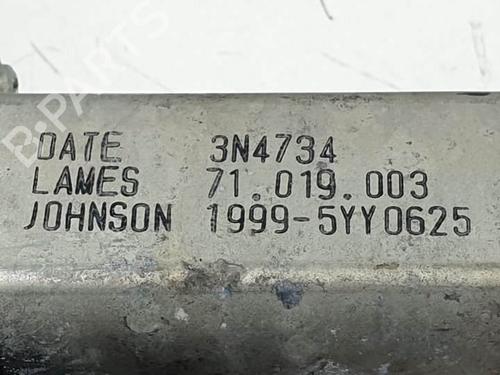 B-PARTS
DATE 3N4734
LAMES 71.019.003
JOHNSON 1999-5YY0625